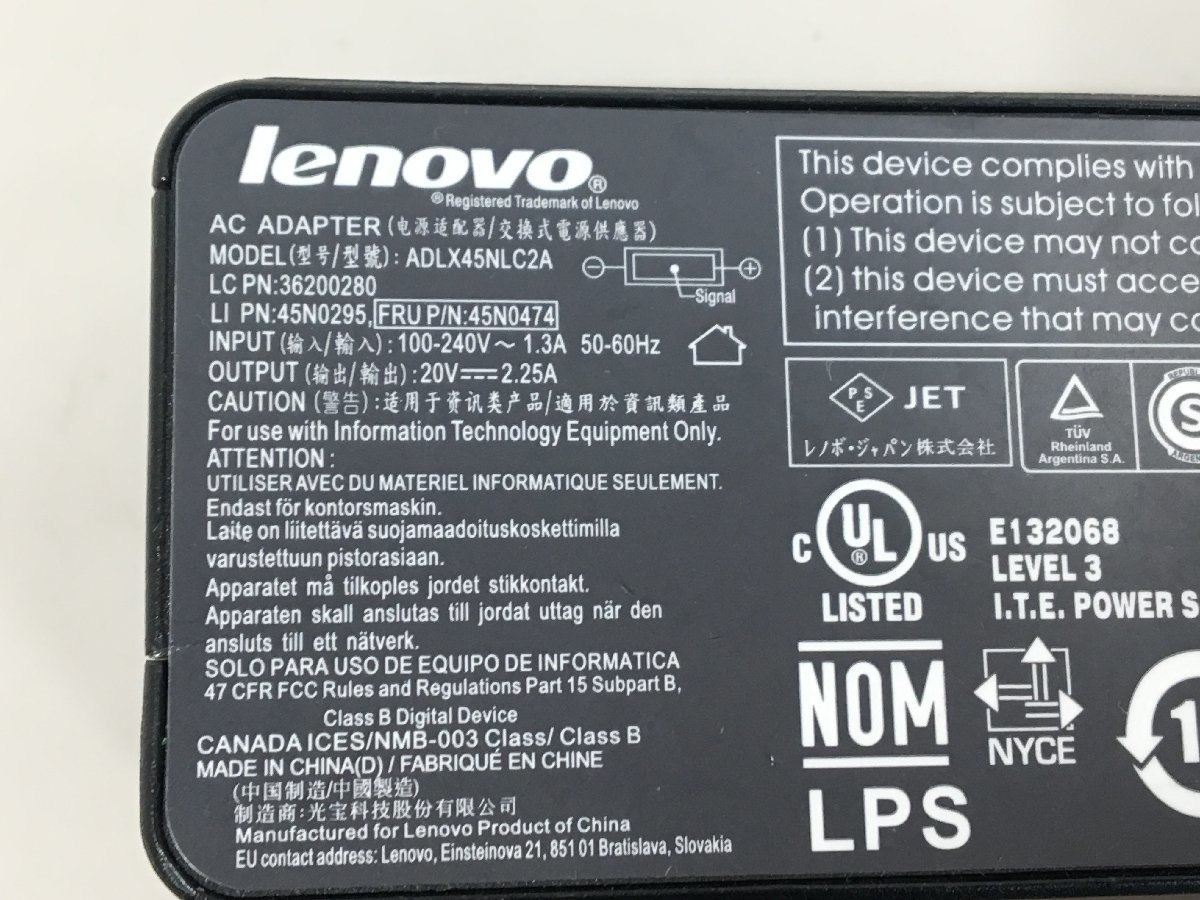 lenovo®
®Registered Trademark of Lenovo
AC ADAPTER (电源适配器/交换式電源供應器)
MODEL(型号/型號): ADLX45NLC2A
Signal
LC PN:36200280
LI PN:45N0295, FRU P/N:45N0474
INPUT (输入/輸入): 100-240V～ 1.3A 50-60Hz
OUTPUT (输出/輸出): 20V⎓2.25A
CAUTION (警告): 适用于资讯类产品/適用於資訊類產品
For use with Information Technology Equipment Only.
ATTENTION :
UTILISER AVEC DU MATERIEL INFORMATIQUE SEULEMENT.
Endast för kontorsmaskin.
Laite on liitettävä suojamaadoituskoskettimilla
varustettuun pistorasiaan.
Apparatet må tilkoples jordet stikkontakt.
Apparaten skall anslutas till jordat uttag när den
ansluts till ett nätverk.
SOLO PARA USO DE EQUIPO DE INFORMATICA
47 CFR FCC Rules and Regulations Part 15 Subpart B,
Class B Digital Device
CANADA ICES/NMB-003 Class/ Class B
MADE IN CHINA(D) / FABRIQUÉ EN CHINE
(中国制造/中國製造)
制造商:光宝科技股份有限公司
Manufactured for Lenovo Product of China
EU contact address: Lenovo, Einsteinova 21, 851 01 Bratislava, Slovakia
This device complies with
Operation is subject to fol
(1) This device may not ca
(2) this device must acce
interference that may ca
PSE JET
レノボ・ジャパン株式会社
TÜV
Rheinland
Argentina S.A.
S
C UL® US
LISTED
E132068
LEVEL 3
I.T.E. POWER S
NOM
NYCE
LPS
1